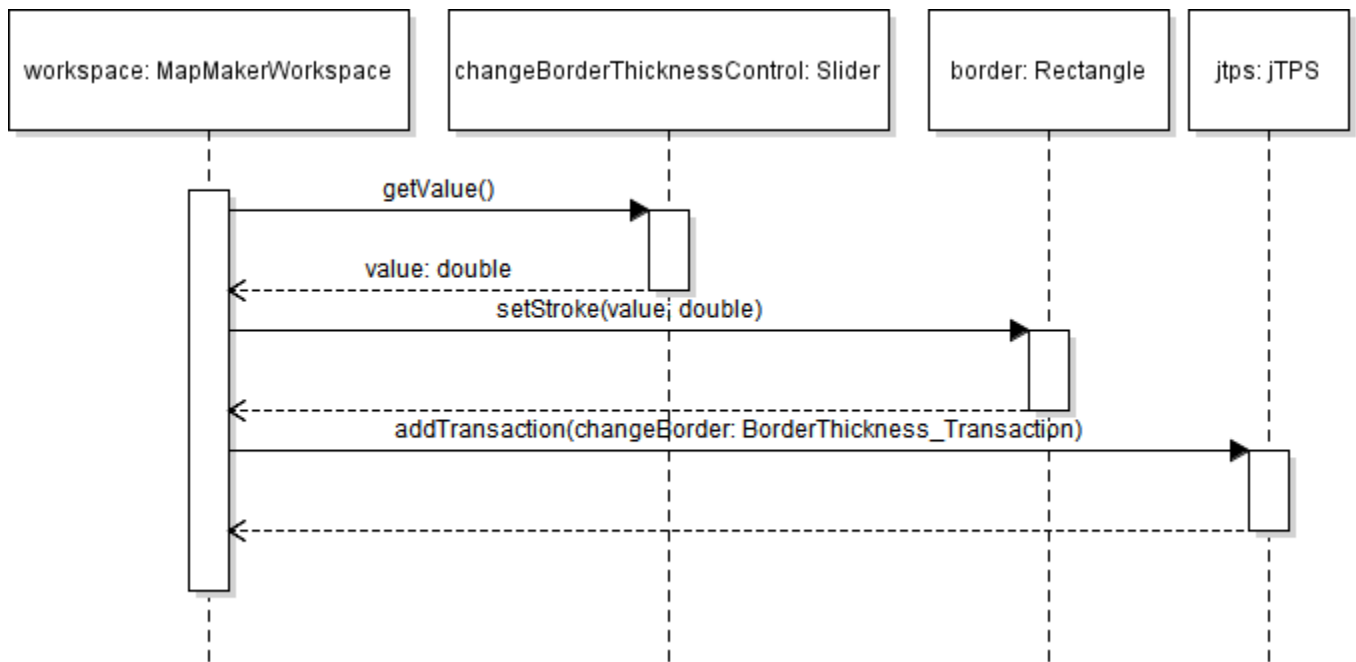 workspace: MapMakerWorkspace
changeBorderThicknessControl: Slider
border: Rectangle
jtps: jTPS
getValue()
value: double
setStroke(value: double)
addTransaction(changeBorder: BorderThickness_Transaction)